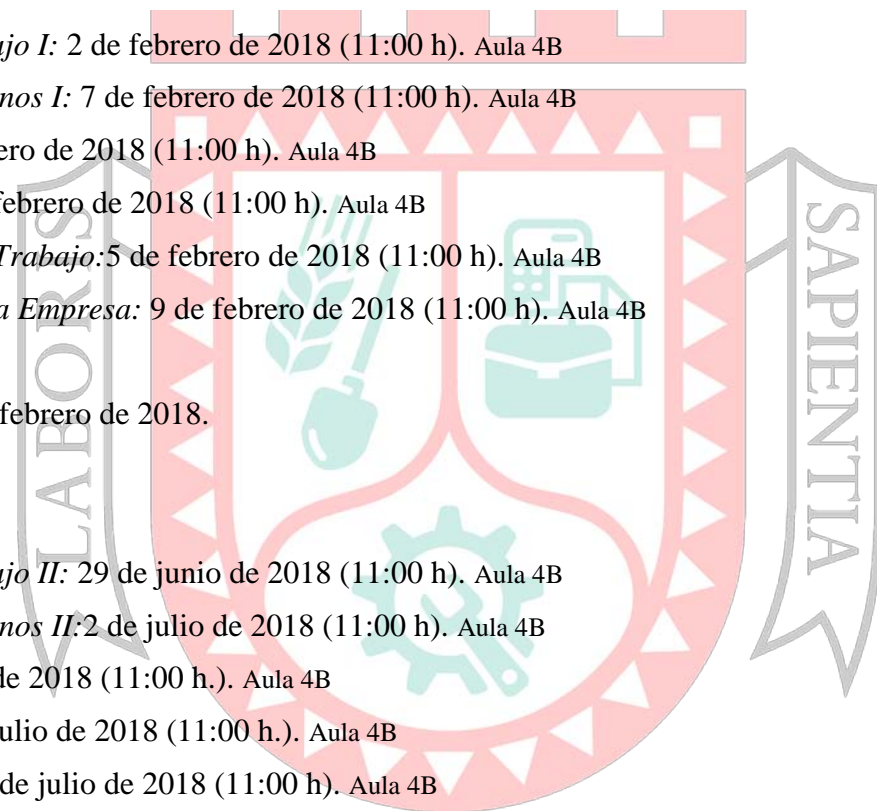 ajo I: 2 de febrero de 2018 (11:00 h). Aula 4B
nos I: 7 de febrero de 2018 (11:00 h). Aula 4B
ero de 2018 (11:00 h). Aula 4B
febrero de 2018 (11:00 h). Aula 4B
Trabajo:5 de febrero de 2018 (11:00 h). Aula 4B
a Empresa: 9 de febrero de 2018 (11:00 h). Aula 4B
febrero de 2018.
ajo II: 29 de junio de 2018 (11:00 h). Aula 4B
nos II:2 de julio de 2018 (11:00 h). Aula 4B
de 2018 (11:00 h.). Aula 4B
ulio de 2018 (11:00 h.). Aula 4B
de julio de 2018 (11:00 h). Aula 4B
LABORIS
SAPIENTIA